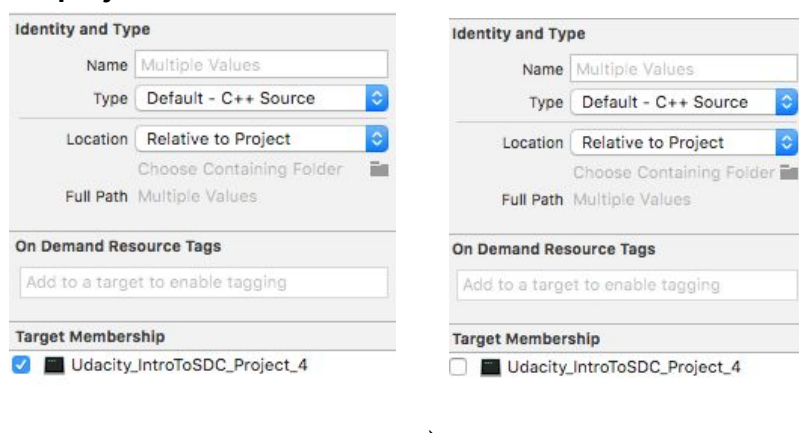 Identity and Type
Name Multiple Values
Type Default - C++ Source
Location Relative to Project
Choose Containing Folder
Full Path Multiple Values
On Demand Resource Tags
Add to a target to enable tagging
Target Membership
Udacity_IntroToSDC_Project_4
Identity and Type
Name Multiple Values
Type Default - C++ Source
Location Relative to Project
Choose Containing Folder
Full Path Multiple Values
On Demand Resource Tags
Add to a target to enable tagging
Target Membership
Udacity_IntroToSDC_Project_4